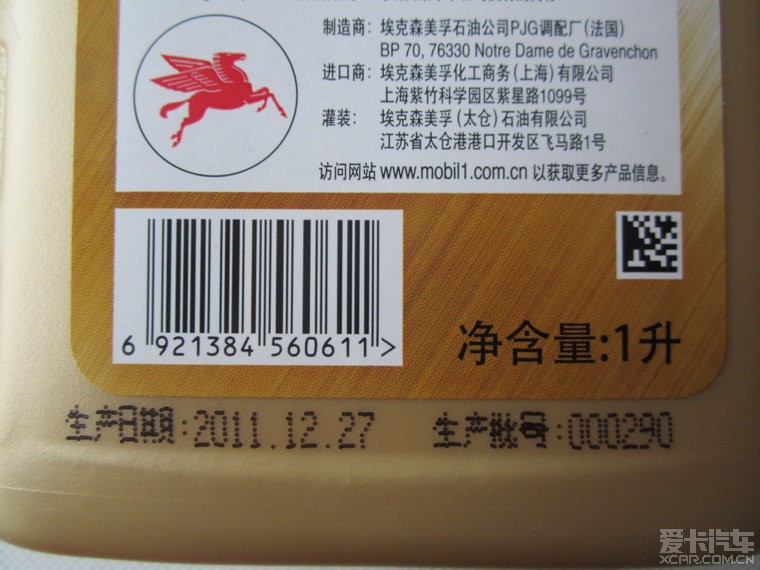 制造商: 埃克森美孚石油公司PJG调配厂(法国)
BP 70, 76330 Notre Dame de Gravenchon
进口商: 埃克森美孚化工商务(上海)有限公司
上海紫竹科学园区紫星路1099号
灌装: 埃克森美孚(太仓)石油有限公司
江苏省太仓港港口开发区飞马路1号
访问网站 www.mobil1.com.cn 以获取更多产品信息。
6 921384 560611>
净含量:1升
生产日期:2011.12.27 生产批号:000290
爱卡汽车
XCAR.COM.CN